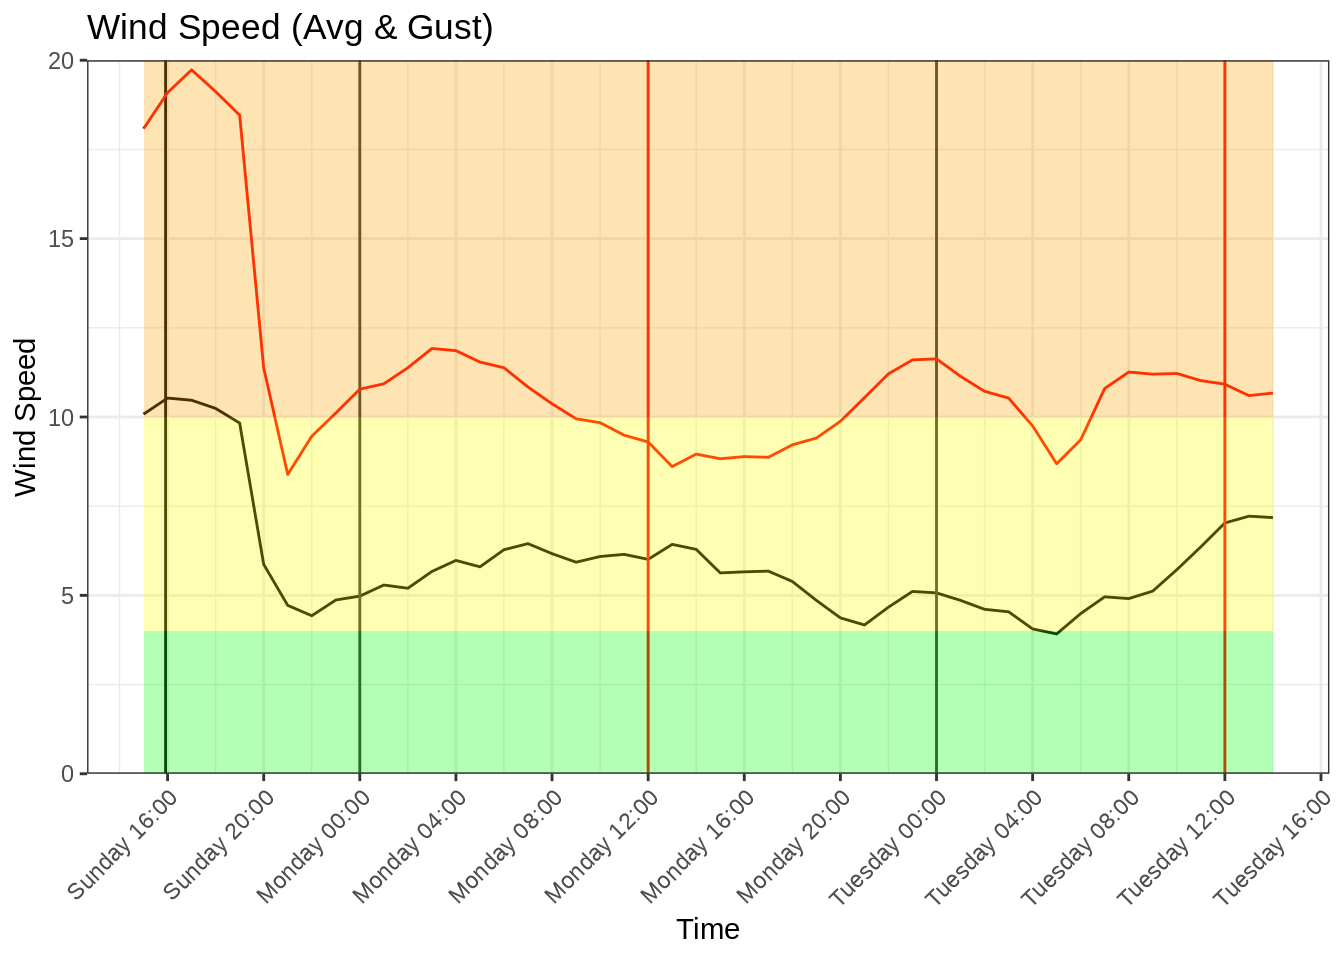 Wind Speed (Avg & Gust)
Wind Speed
20
15
10
5
0
Sunday 16:00
Sunday 20:00
Monday 00:00
Monday 04:00
Monday 08:00
Monday 12:00
Monday 16:00
Monday 20:00
Tuesday 00:00
Tuesday 04:00
Tuesday 08:00
Tuesday 12:00
Tuesday 16:00
Time